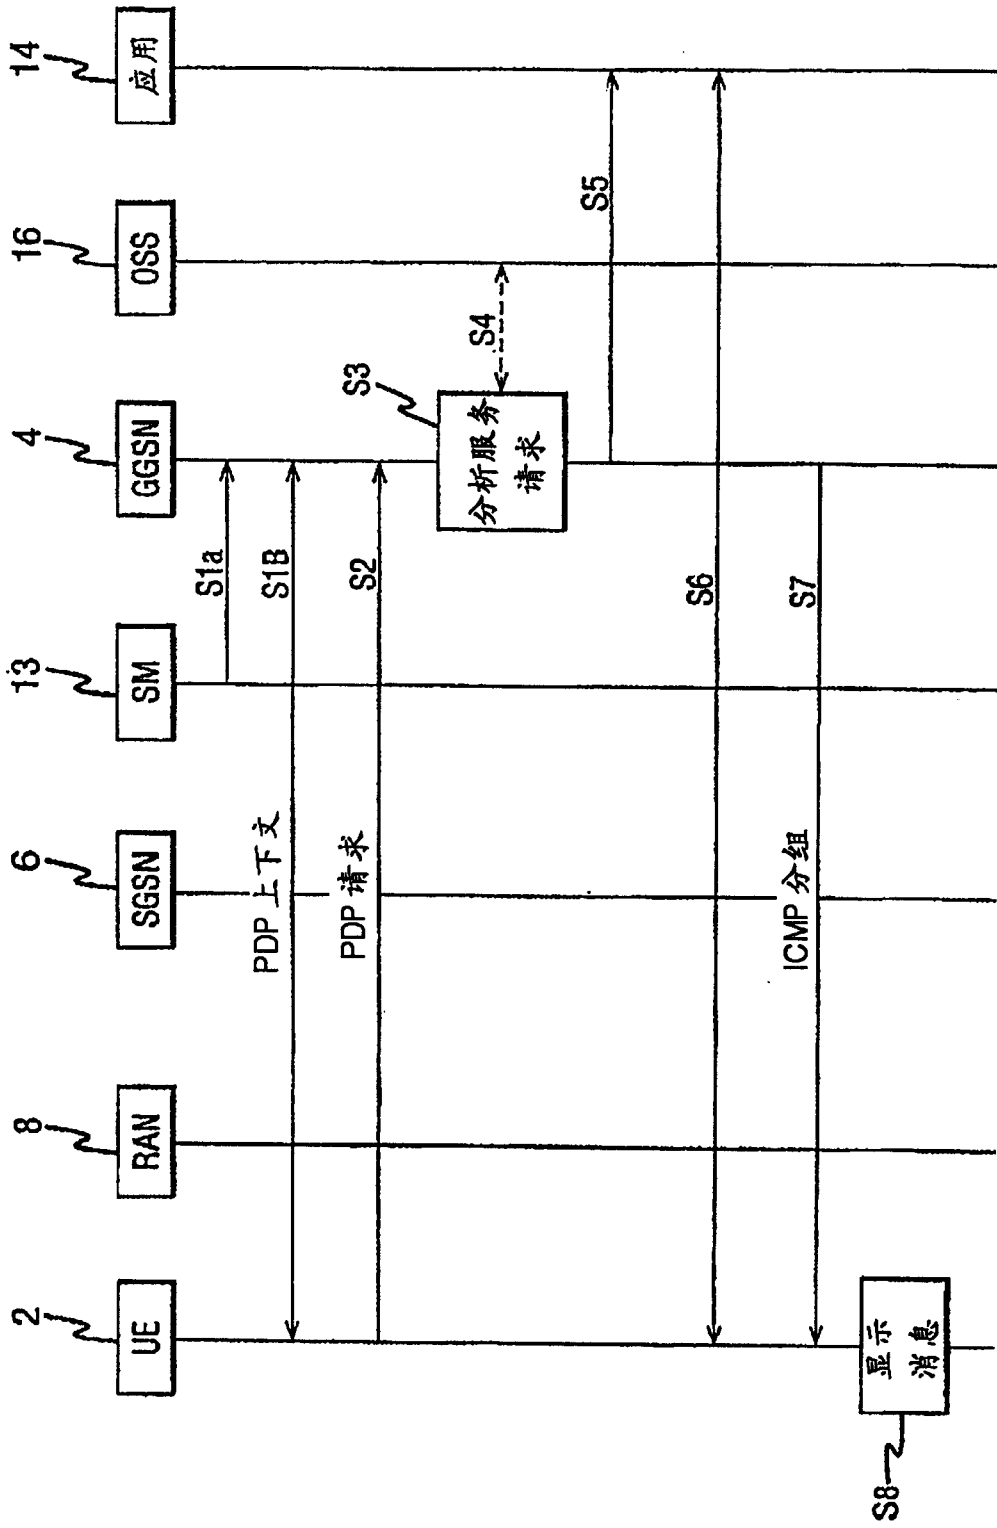 2
8
6
13
4
16
14
UE
RAN
SGSN
SM
GGSN
OSS
应用
S1a
PDP 上下文
S1B
PDP 请求
S2
S3
分析服务
请求
S4
S5
S6
ICMP 分组
S7
显示
消息
S8